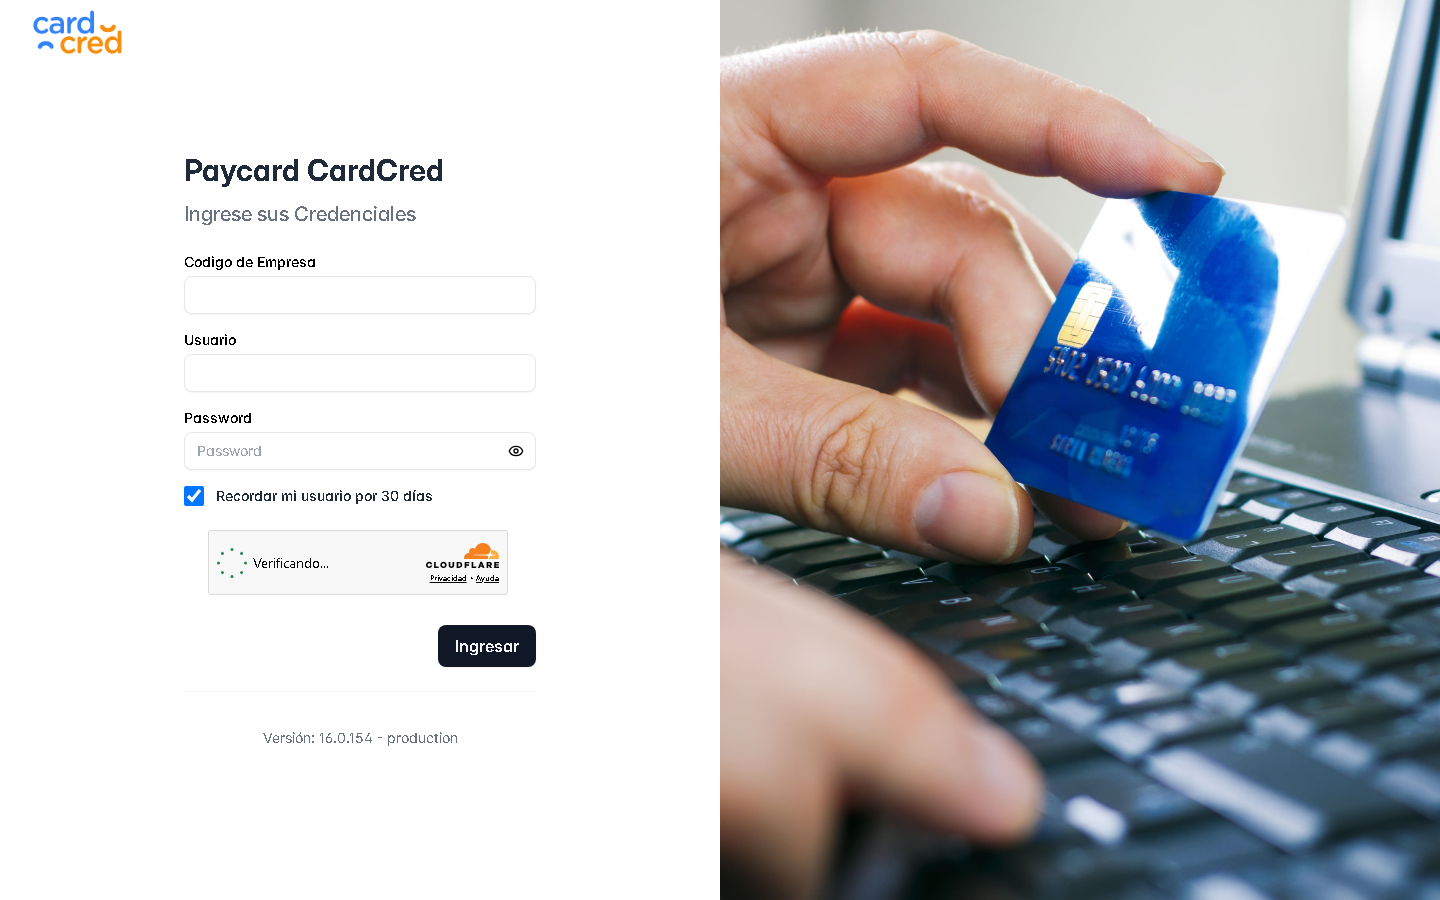 card
cred
Paycard CardCred
Ingrese sus Credenciales
Codigo de Empresa
Usuario
Password
Password
Recordar mi usuario por 30 días
Verificando...
CLOUDFLARE
Privacidad • Ayuda
Ingresar
Versión: 16.0.154 - production